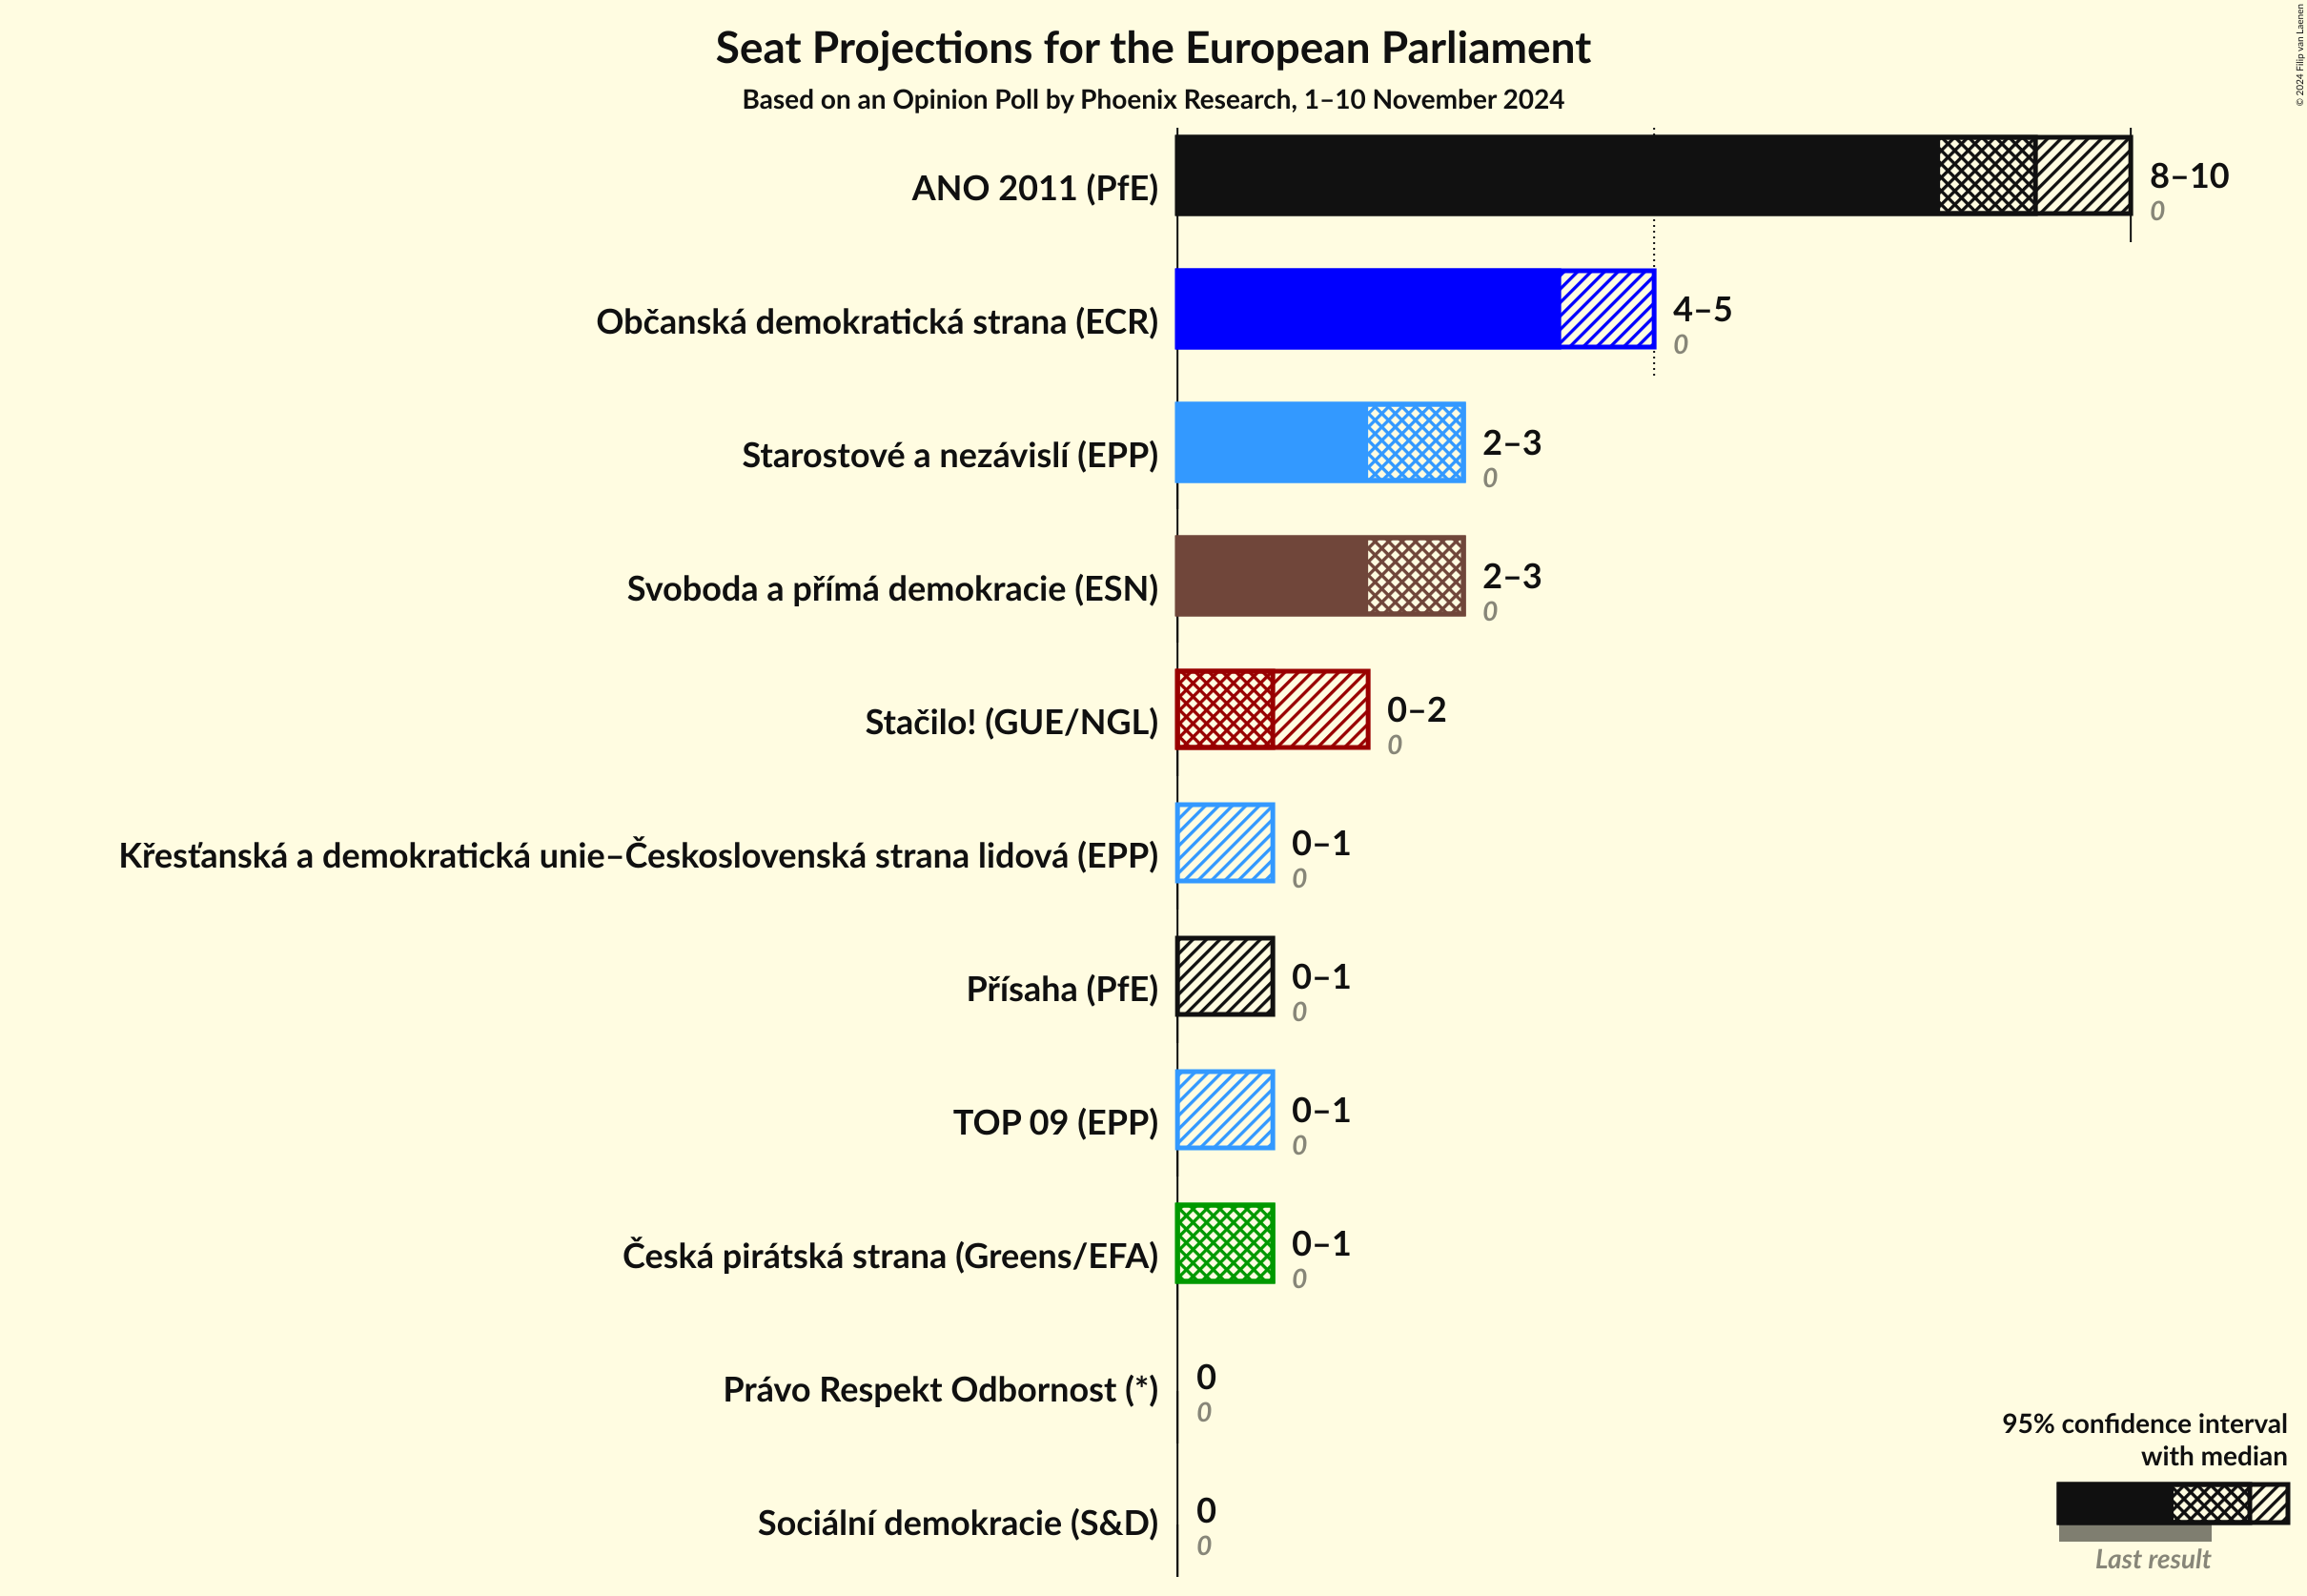 Seat Projections for the European Parliament
Based on an Opinion Poll by Phoenix Research, 1–10 November 2024
© 2024 Filip van Laenen
ANO 2011 (PfE)
8–10
0
Občanská demokratická strana (ECR)
4–5
0
Starostové a nezávislí (EPP)
2–3
0
Svoboda a přímá demokracie (ESN)
2–3
0
Stačilo! (GUE/NGL)
0–2
0
Křesťanská a demokratická unie–Československá strana lidová (EPP)
0–1
0
Přísaha (PfE)
0–1
0
TOP 09 (EPP)
0–1
0
Česká pirátská strana (Greens/EFA)
0–1
0
Právo Respekt Odbornost (*)
0
0
Sociální demokracie (S&D)
0
0
95% confidence interval
with median
Last result